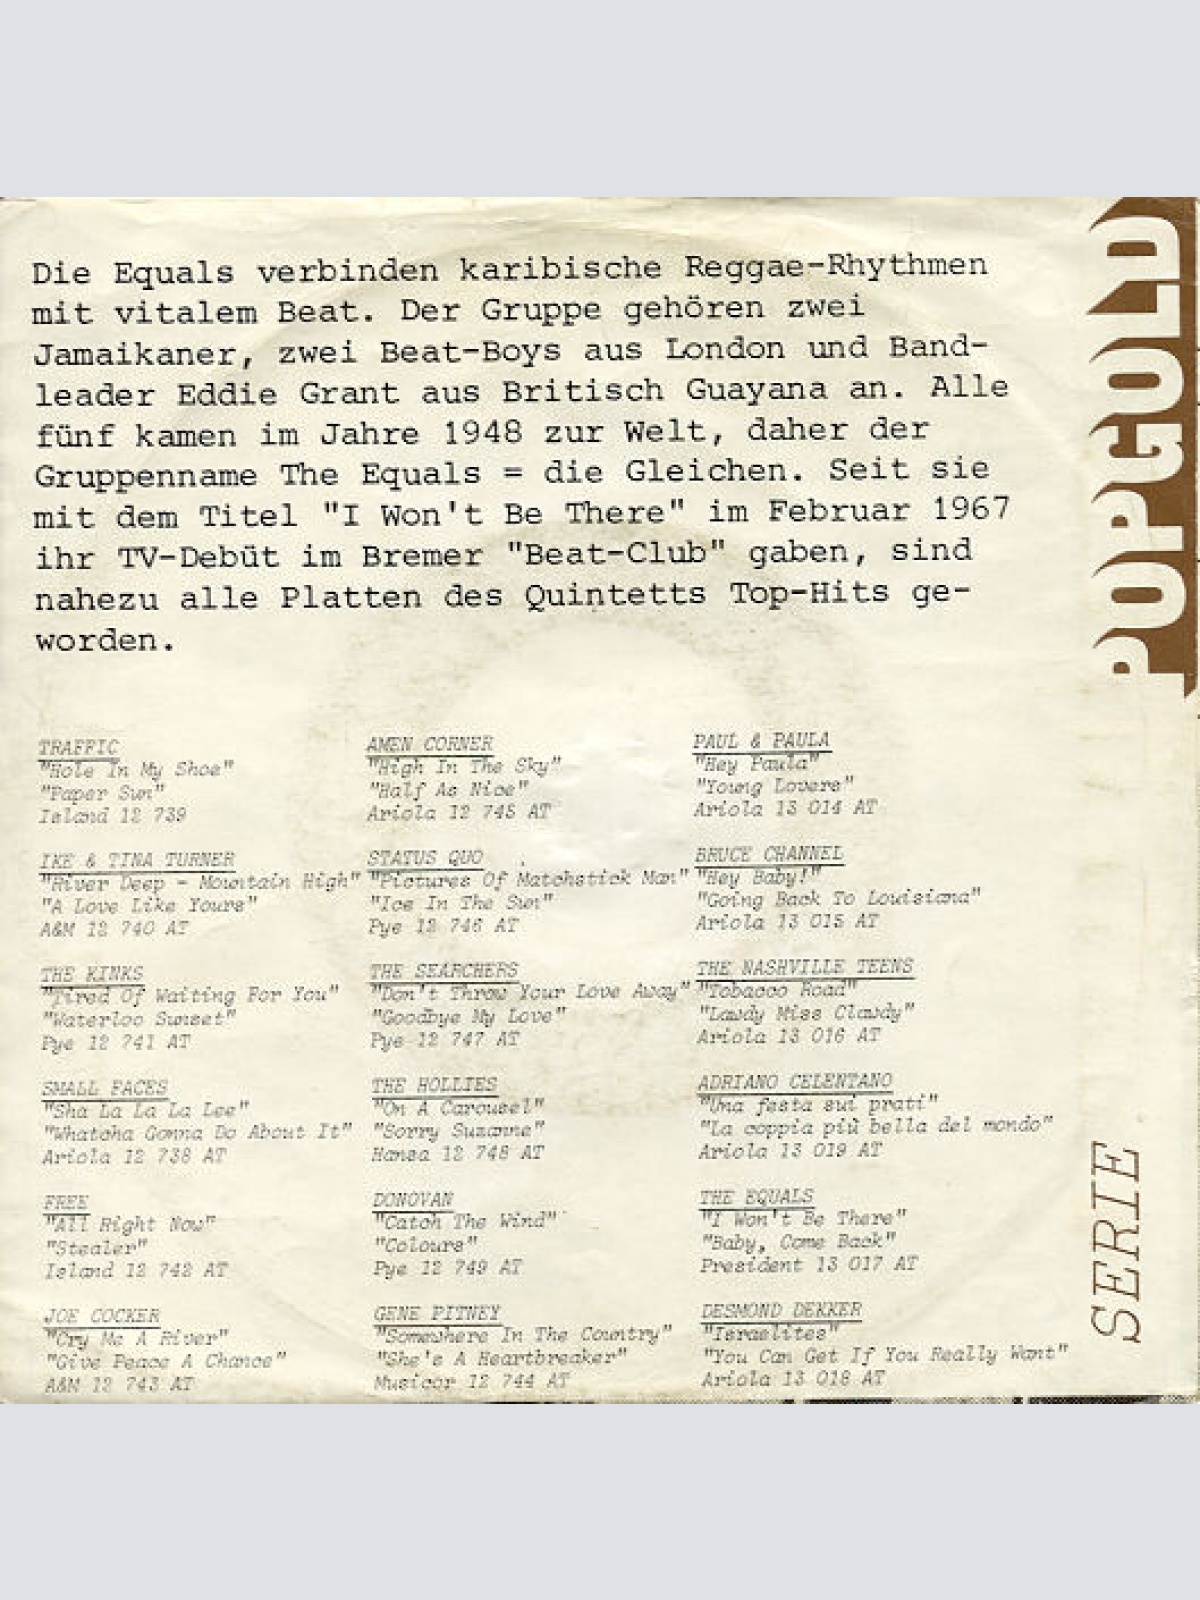 Die Equals verbinden karibische Reggae-Rhythmen
mit vitalem Beat. Der Gruppe gehören zwei
Jamaikaner, zwei Beat-Boys aus London und Band-
leader Eddie Grant aus Britisch Guayana an. Alle
fünf kamen im Jahre 1948 zur Welt, daher der
Gruppenname The Equals = die Gleichen. Seit sie
mit dem Titel "I Won't Be There" im Februar 1967
ihr TV-Debüt im Bremer "Beat-Club" gaben, sind
nahezu alle Platten des Quintetts Top-Hits ge-
worden.
TRAFFIC
"Hole In My Shoe"
"Paper Sun"
Island 12 739
IKE & TINA TURNER
"River Deep - Mountain High"
"A Love Like Yours"
A&M 12 740 AT
THE KINKS
"Tired Of Waiting For You"
"Waterloo Sunset"
Pye 12 741 AT
SMALL FACES
"Sha La La La Lee"
"Whatcha Gonna Do About It"
Ariola 12 738 AT
FREE
"All Right Now"
"Stealer"
Island 12 742 AT
JOE COCKER
"Cry Me A River"
"Give Peace A Chance"
A&M 12 743 AT
AMEN CORNER
"High In The Sky"
"Half As Nice"
Ariola 12 745 AT
STATUS QUO
"Pictures Of Matchstick Man"
"Ice In The Sun"
Pye 12 746 AT
THE SEARCHERS
"Don't Throw Your Love Away"
"Goodbye My Love"
Pye 12 747 AT
THE HOLLIES
"On A Carousel"
"Sorry Suzanne"
Hansa 12 748 AT
DONOVAN
"Catch The Wind"
"Colours"
Pye 12 749 AT
GENE PITNEY
"Somewhere In The Country"
"She's A Heartbreaker"
Musicor 12 744 AT
PAUL & PAULA
"Hey Paula"
"Young Lovers"
Ariola 13 014 AT
BRUCE CHANNEL
"Hey Baby!"
"Going Back To Louisiana"
Ariola 13 015 AT
THE NASHVILLE TEENS
"Tobacco Road"
"Lawdy Miss Clawdy"
Ariola 13 016 AT
ADRIANO CELENTANO
"Una festa sui prati"
"La coppia più bella del mondo"
Ariola 13 019 AT
THE EQUALS
"I Won't Be There"
"Baby, Come Back"
President 13 017 AT
DESMOND DEKKER
"Israelites"
"You Can Get If You Really Want"
Ariola 13 018 AT
POPGOLD
SERIE